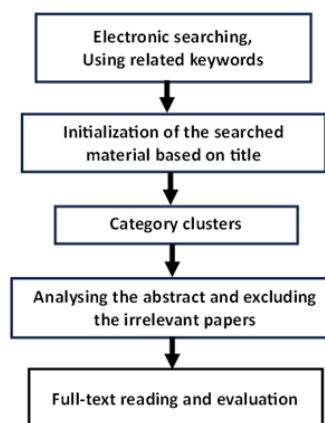 Electronic searching,
Using related keywords
Initialization of the searched
material based on title
Category clusters
Analysing the abstract and excluding
the irrelevant papers
Full-text reading and evaluation